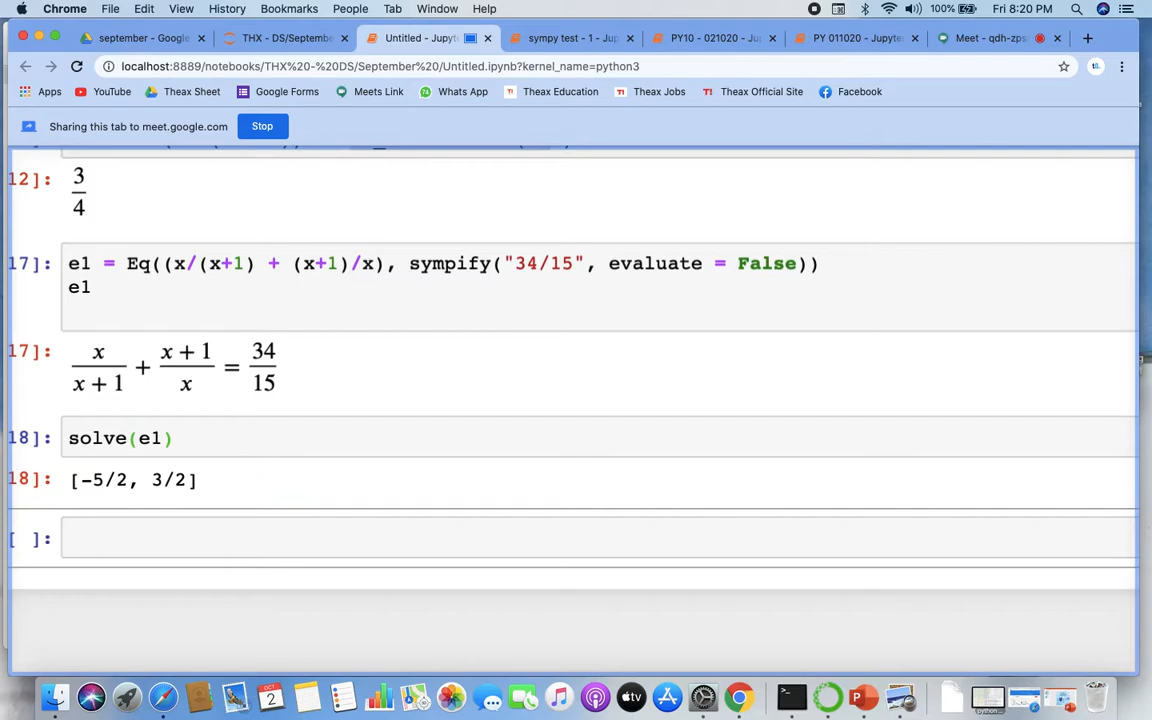 Chrome File Edit View History Bookmarks People Tab Window Help 100% Fri 8:20 PM
september - Google THX - DS/Septembe Untitled - Jupyt sympy test - 1 - Ju PY10 - 021020 - Ju PY 011020 - Jupyte Meet - qdh-zps
localhost:8889/notebooks/THX%20-%20DS/September%20/Untitled.ipynb?kernel_name=python3
Apps YouTube Theax Sheet Google Forms Meets Link Whats App Theax Education Theax Jobs Theax Official Site Facebook
Sharing this tab to meet.google.com Stop
12]: 3/4
17]: e1 = Eq((x/(x+1) + (x+1)/x), sympify("34/15", evaluate = False))
e1
17]: x/(x + 1) + (x + 1)/x = 34/15
18]: solve(e1)
18]: [-5/2, 3/2]
[ ]: